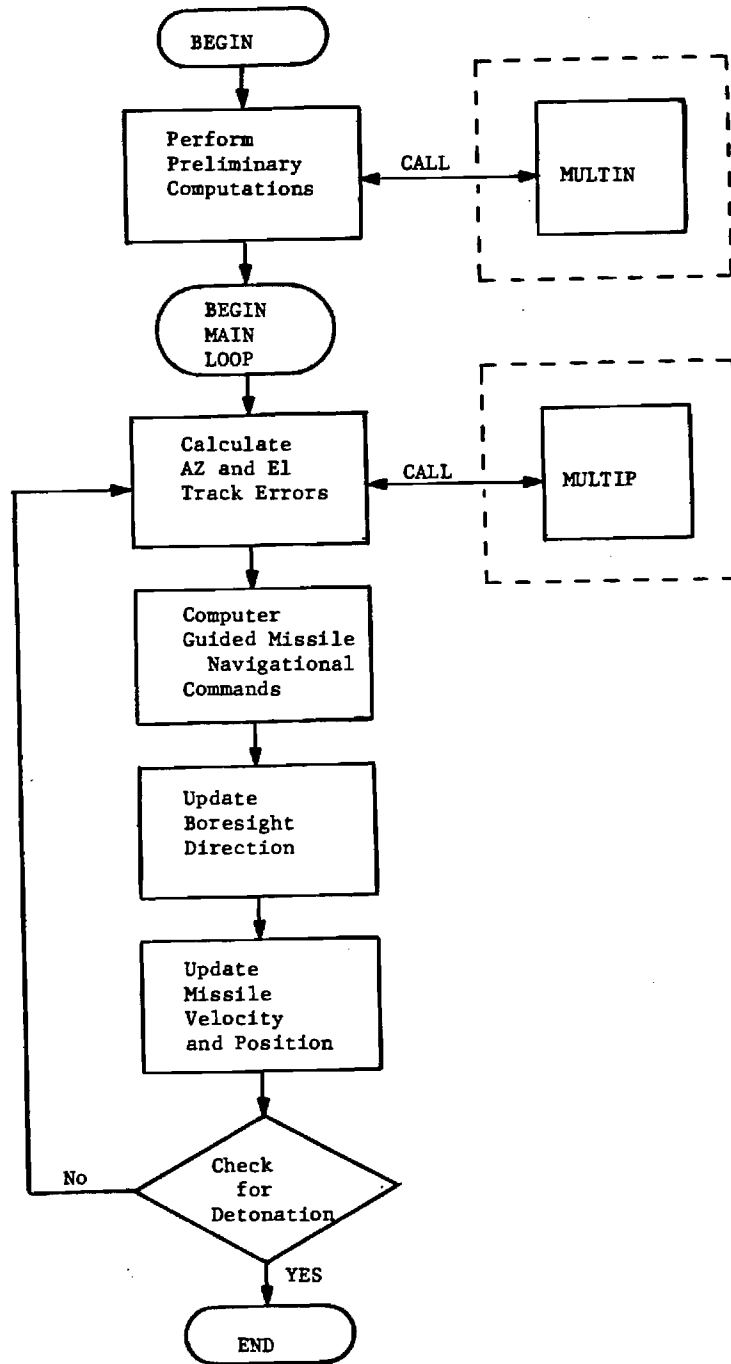 BEGIN
Perform
Preliminary
Computations
CALL
MULTIN
BEGIN
MAIN
LOOP
Calculate
AZ and El
Track Errors
CALL
MULTIP
Computer
Guided Missile
Navigational
Commands
Update
Boresight
Direction
Update
Missile
Velocity
and Position
Check
for
Detonation
No
YES
END